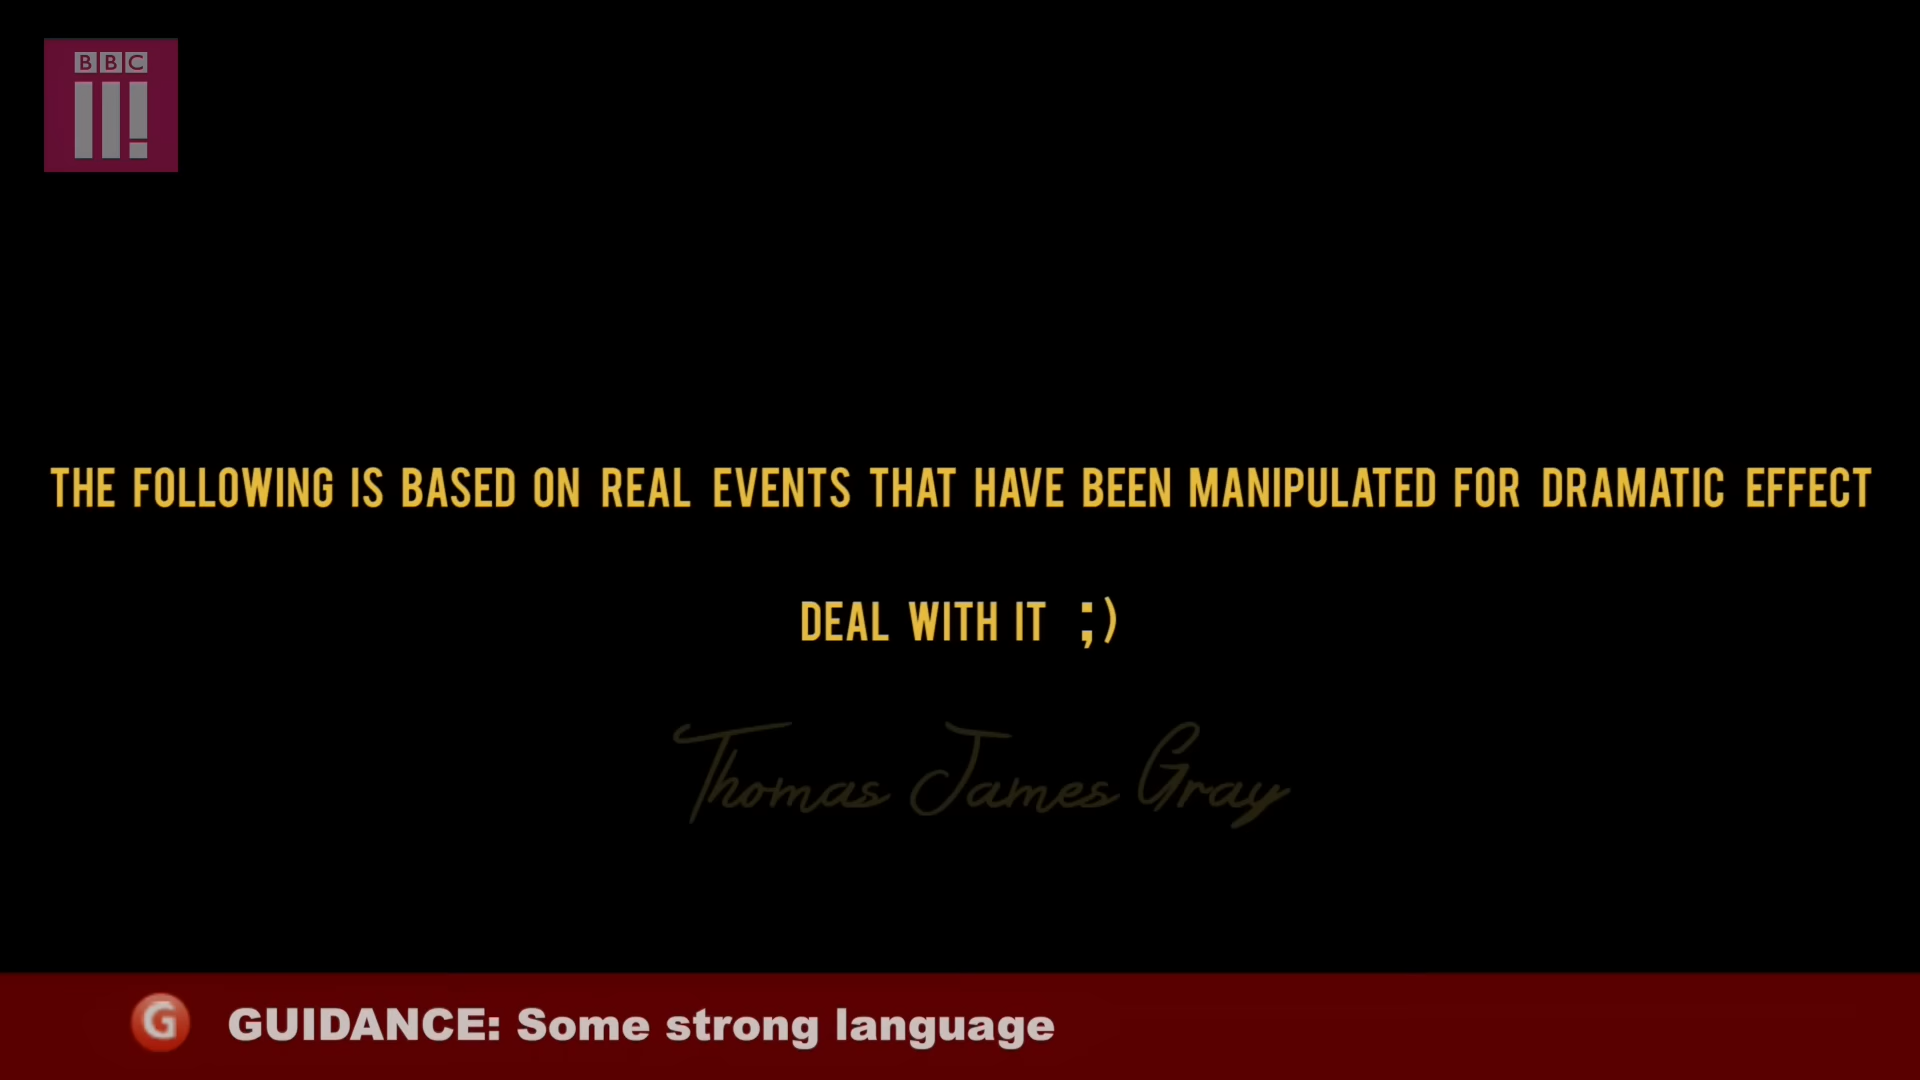 BBC
THE FOLLOWING IS BASED ON REAL EVENTS THAT HAVE BEEN MANIPULATED FOR DRAMATIC EFFECT
DEAL WITH IT ;)
Thomas James Gray
G GUIDANCE: Some strong language